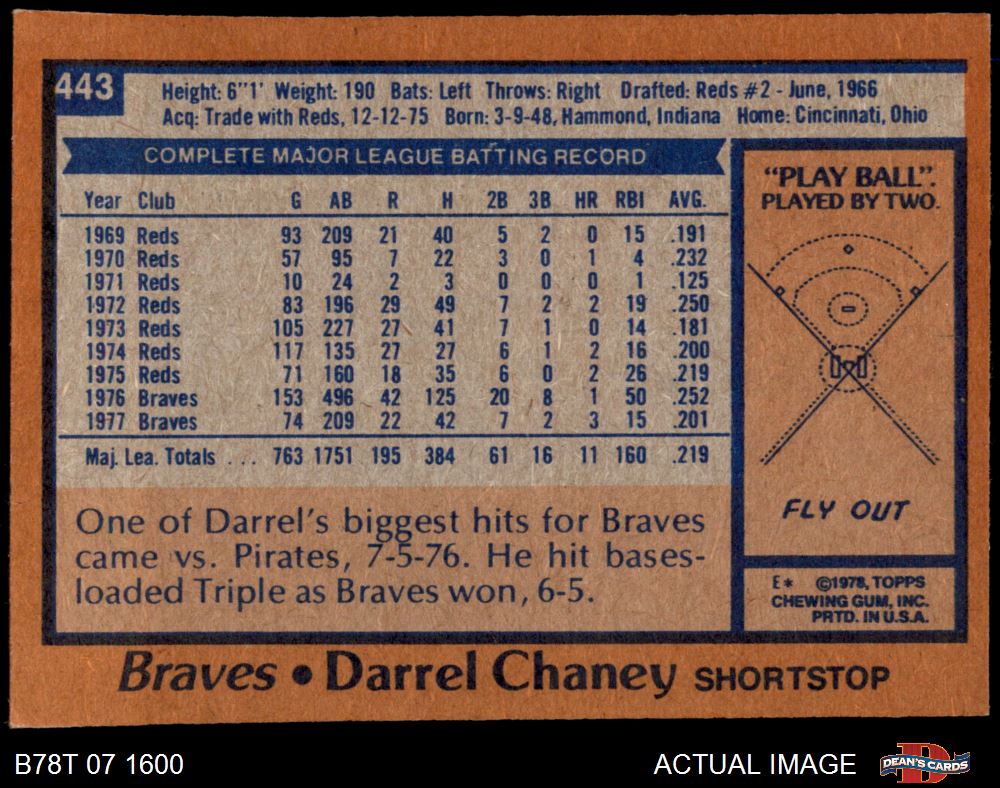 443
Height: 6"1' Weight: 190 Bats: Left Throws: Right Drafted: Reds #2 - June, 1966
Acq: Trade with Reds, 12-12-75 Born: 3-9-48, Hammond, Indiana Home: Cincinnati, Ohio
COMPLETE MAJOR LEAGUE BATTING RECORD
Year Club G AB R H 2B 3B HR RBI AVG.
1969 Reds 93 209 21 40 5 2 0 15 .191
1970 Reds 57 95 7 22 3 0 1 4 .232
1971 Reds 10 24 2 3 0 0 0 1 .125
1972 Reds 83 196 29 49 7 2 2 19 .250
1973 Reds 105 227 27 41 7 1 0 14 .181
1974 Reds 117 135 27 27 6 1 2 16 .200
1975 Reds 71 160 18 35 6 0 2 26 .219
1976 Braves 153 496 42 125 20 8 1 50 .252
1977 Braves 74 209 22 42 7 2 3 15 .201
Maj. Lea. Totals ... 763 1751 195 384 61 16 11 160 .219
One of Darrel's biggest hits for Braves
came vs. Pirates, 7-5-76. He hit bases-
loaded Triple as Braves won, 6-5.
"PLAY BALL".
PLAYED BY TWO.
FLY OUT
E* ©1978, TOPPS
CHEWING GUM, INC.
PRTD. IN U.S.A.
Braves • Darrel Chaney SHORTSTOP
B78T 07 1600
ACTUAL IMAGE
D
DEAN'S CARDS